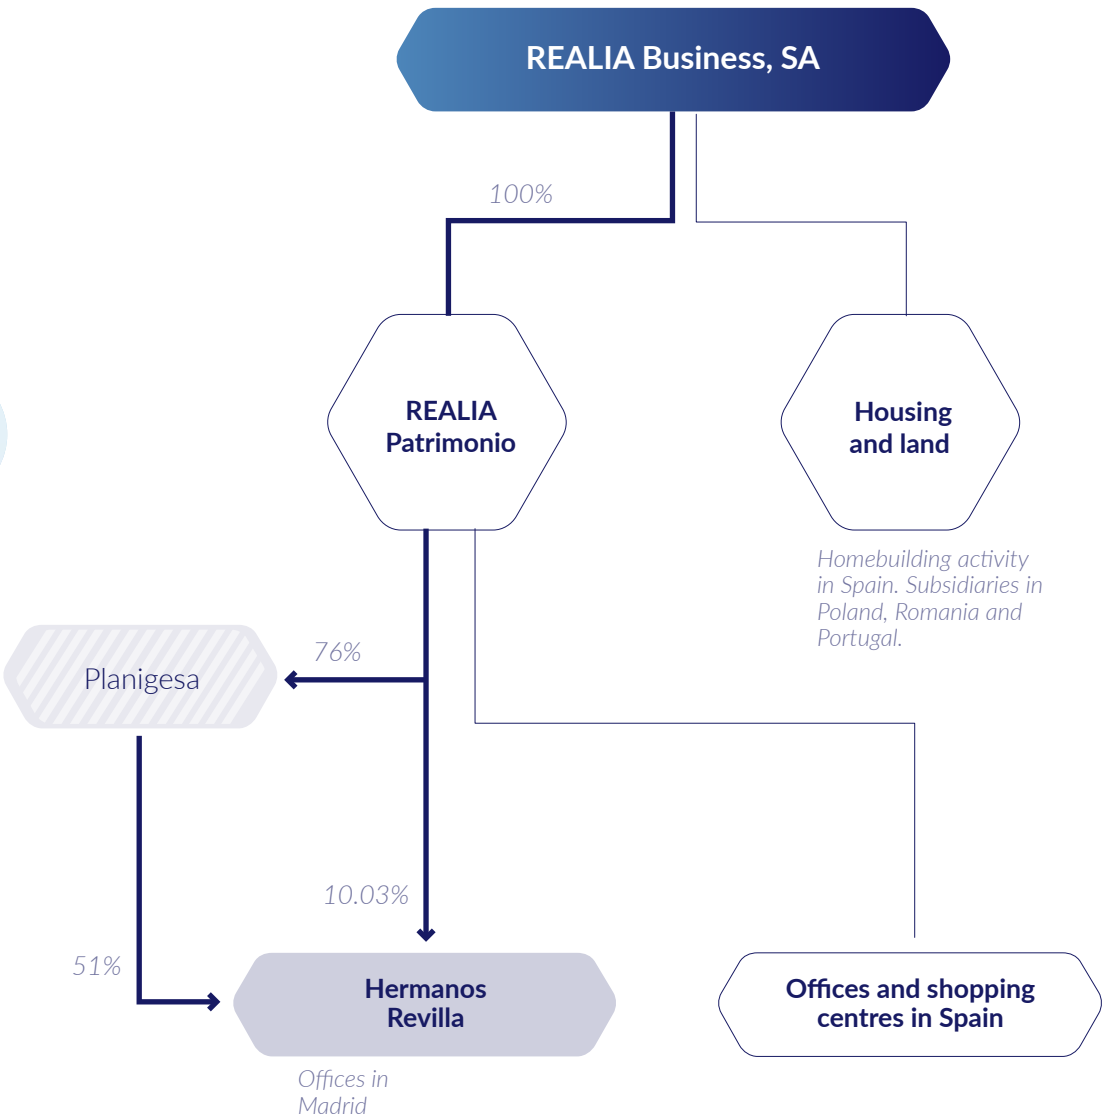 REALIA Business, SA
100%
REALIA
Patrimonio
Housing
and land
Homebuilding activity
in Spain. Subsidiaries in
Poland, Romania and
Portugal.
76%
Planigesa
10.03%
51%
Hermanos
Revilla
Offices and shopping
centres in Spain
Offices in
Madrid